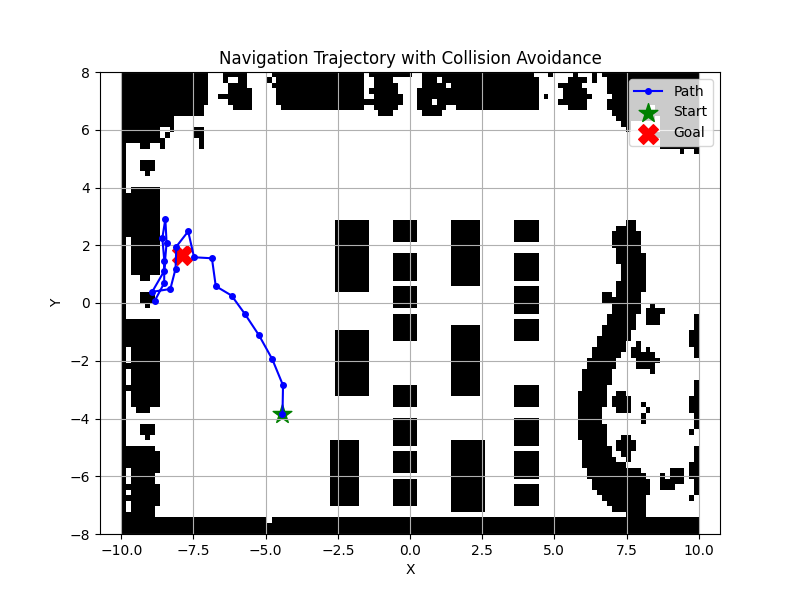 Navigation Trajectory with Collision Avoidance
Path
Start
Goal
8
6
4
2
0
−2
−4
−6
−8
Y
−10.0 −7.5 −5.0 −2.5 0.0 2.5 5.0 7.5 10.0
X